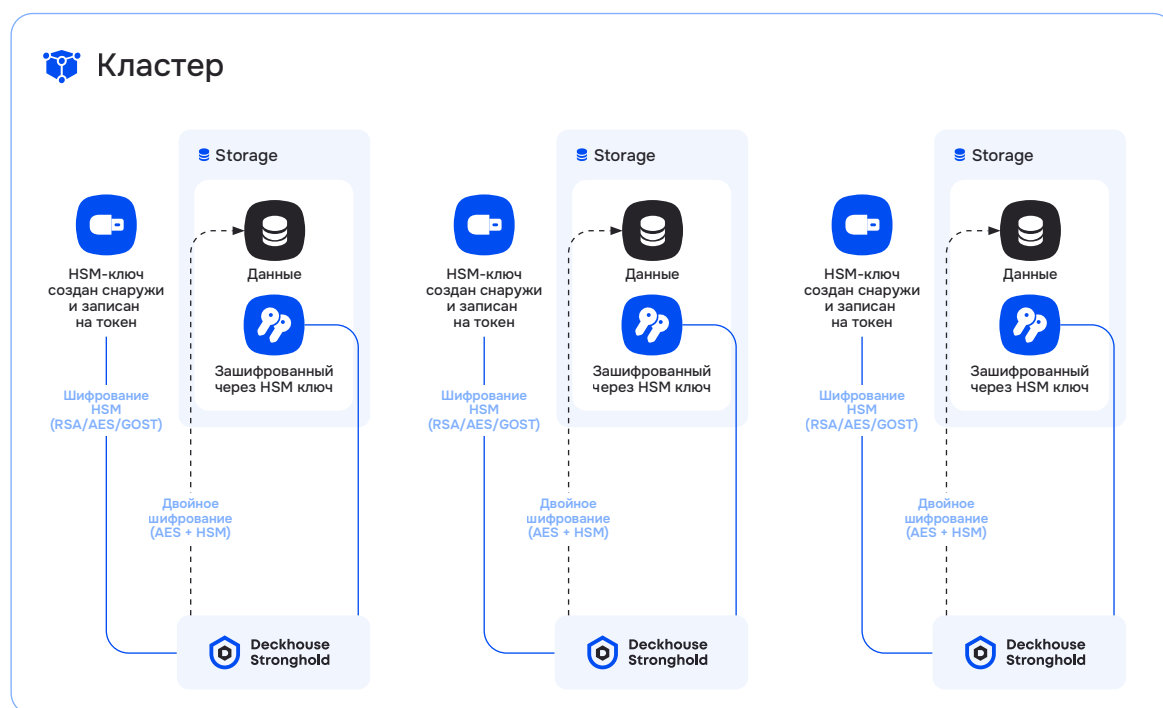 Кластер
Storage
HSM-ключ
создан снаружи
и записан
на токен
Данные
Зашифрованный
через HSM ключ
Шифрование
HSM
(RSA/AES/GOST)
Двойное
шифрование
(AES + HSM)
Deckhouse
Stronghold
Storage
HSM-ключ
создан снаружи
и записан
на токен
Данные
Зашифрованный
через HSM ключ
Шифрование
HSM
(RSA/AES/GOST)
Двойное
шифрование
(AES + HSM)
Deckhouse
Stronghold
Storage
HSM-ключ
создан снаружи
и записан
на токен
Данные
Зашифрованный
через HSM ключ
Шифрование
HSM
(RSA/AES/GOST)
Двойное
шифрование
(AES + HSM)
Deckhouse
Stronghold